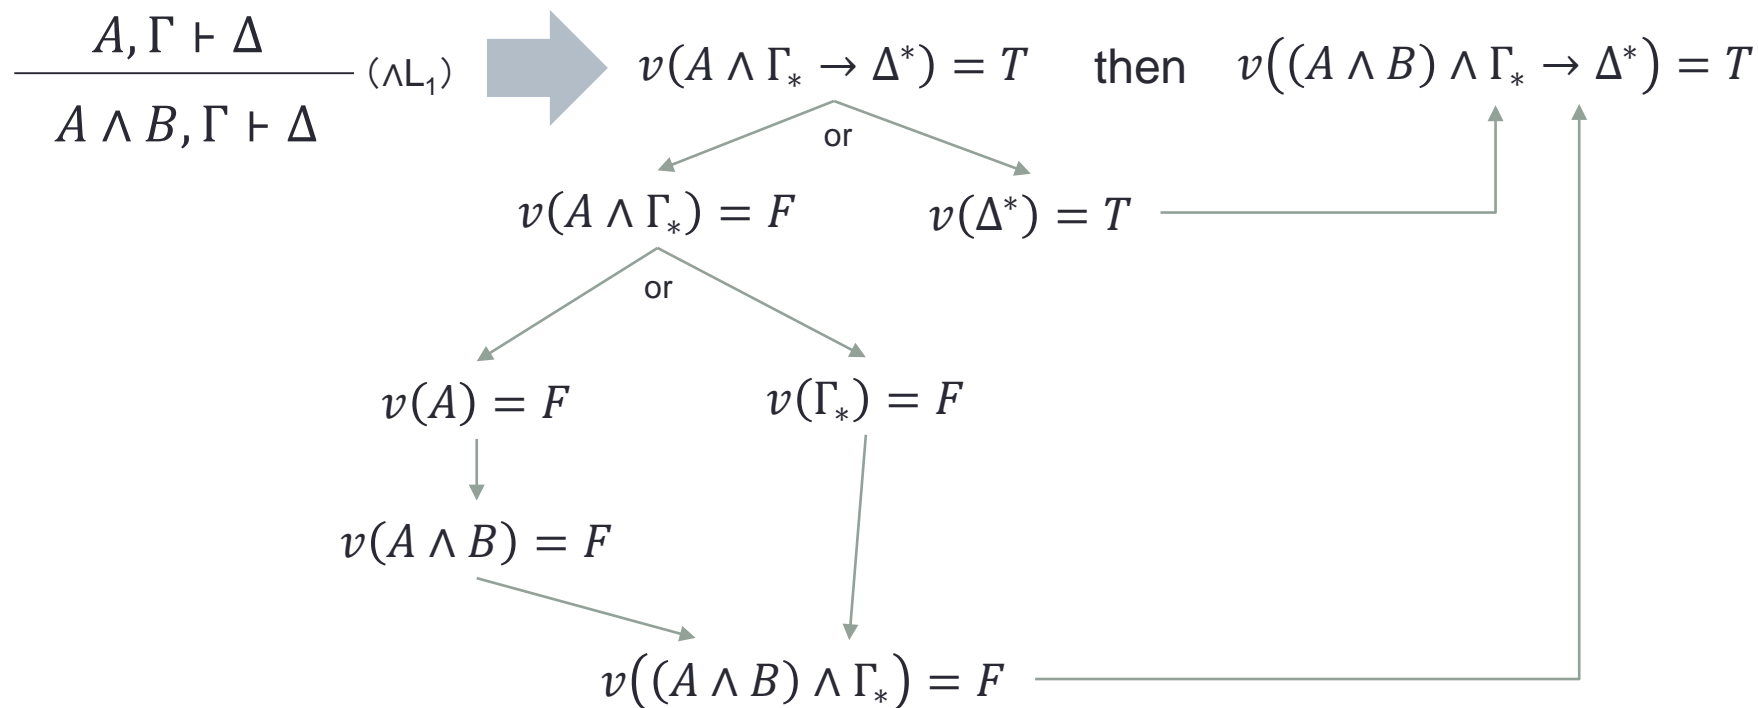 A, Γ ⊢ Δ
(∧L₁)
A ∧ B, Γ ⊢ Δ
v(A ∧ Γ₍*₎ → Δ*) = T then v((A ∧ B) ∧ Γ₍*₎ → Δ*) = T
or
v(A ∧ Γ₍*₎) = F v(Δ*) = T
or
v(A) = F v(Γ₍*₎) = F
v(A ∧ B) = F
v((A ∧ B) ∧ Γ₍*₎) = F